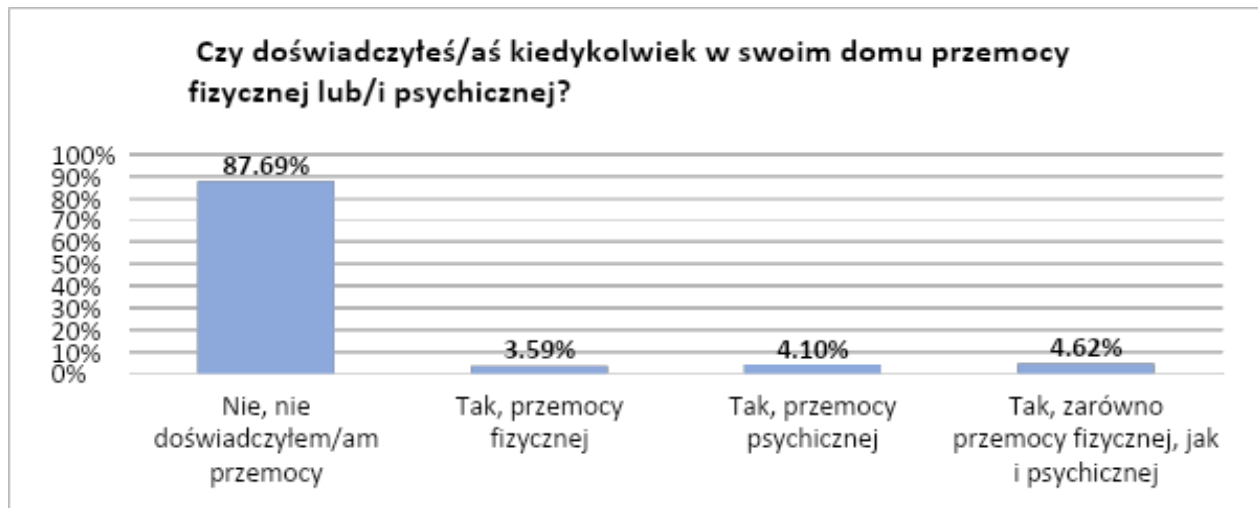 Czy doświadczyłeś/aś kiedykolwiek w swoim domu przemocy
fizycznej lub/i psychicznej?
100%
90%
80%
70%
60%
50%
40%
30%
20%
10%
0%
87.69%
3.59%
4.10%
4.62%
Nie, nie
doświadczyłem/am
przemocy
Tak, przemocy
fizycznej
Tak, przemocy
psychicznej
Tak, zarówno
przemocy fizycznej, jak
i psychicznej